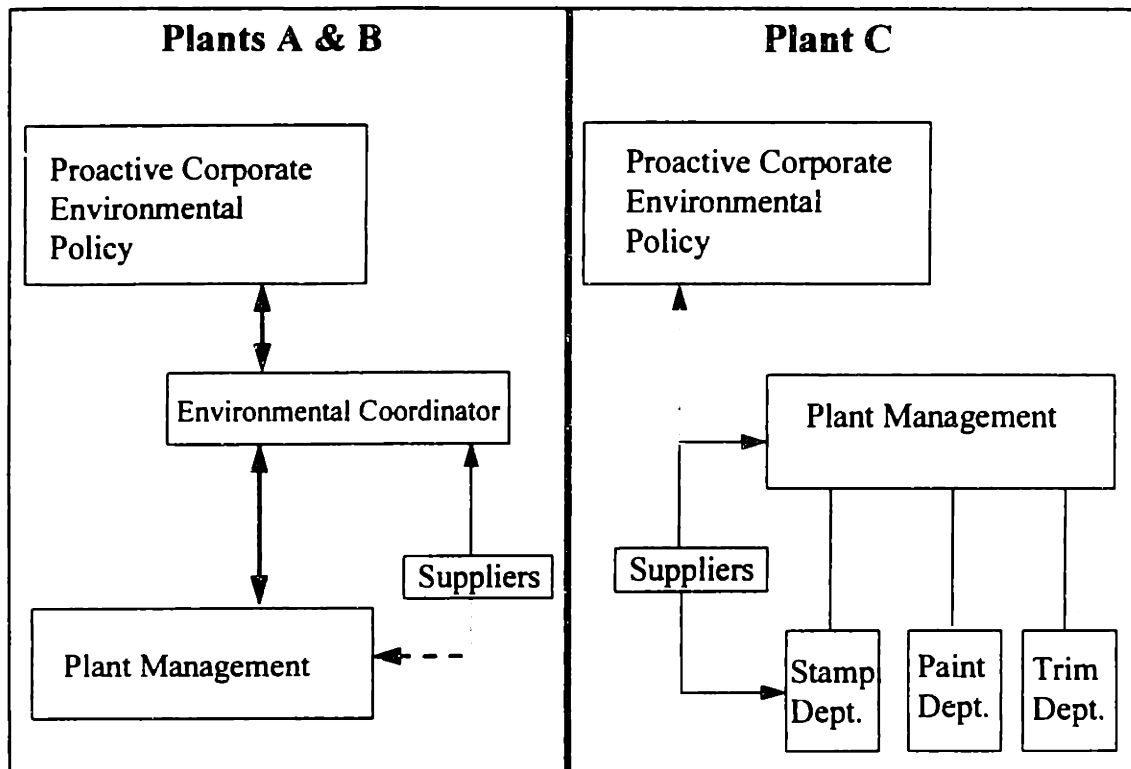 Plants A & B
Proactive Corporate
Environmental
Policy
Environmental Coordinator
Suppliers
Plant Management
Plant C
Proactive Corporate
Environmental
Policy
Plant Management
Suppliers
Stamp
Dept.
Paint
Dept.
Trim
Dept.